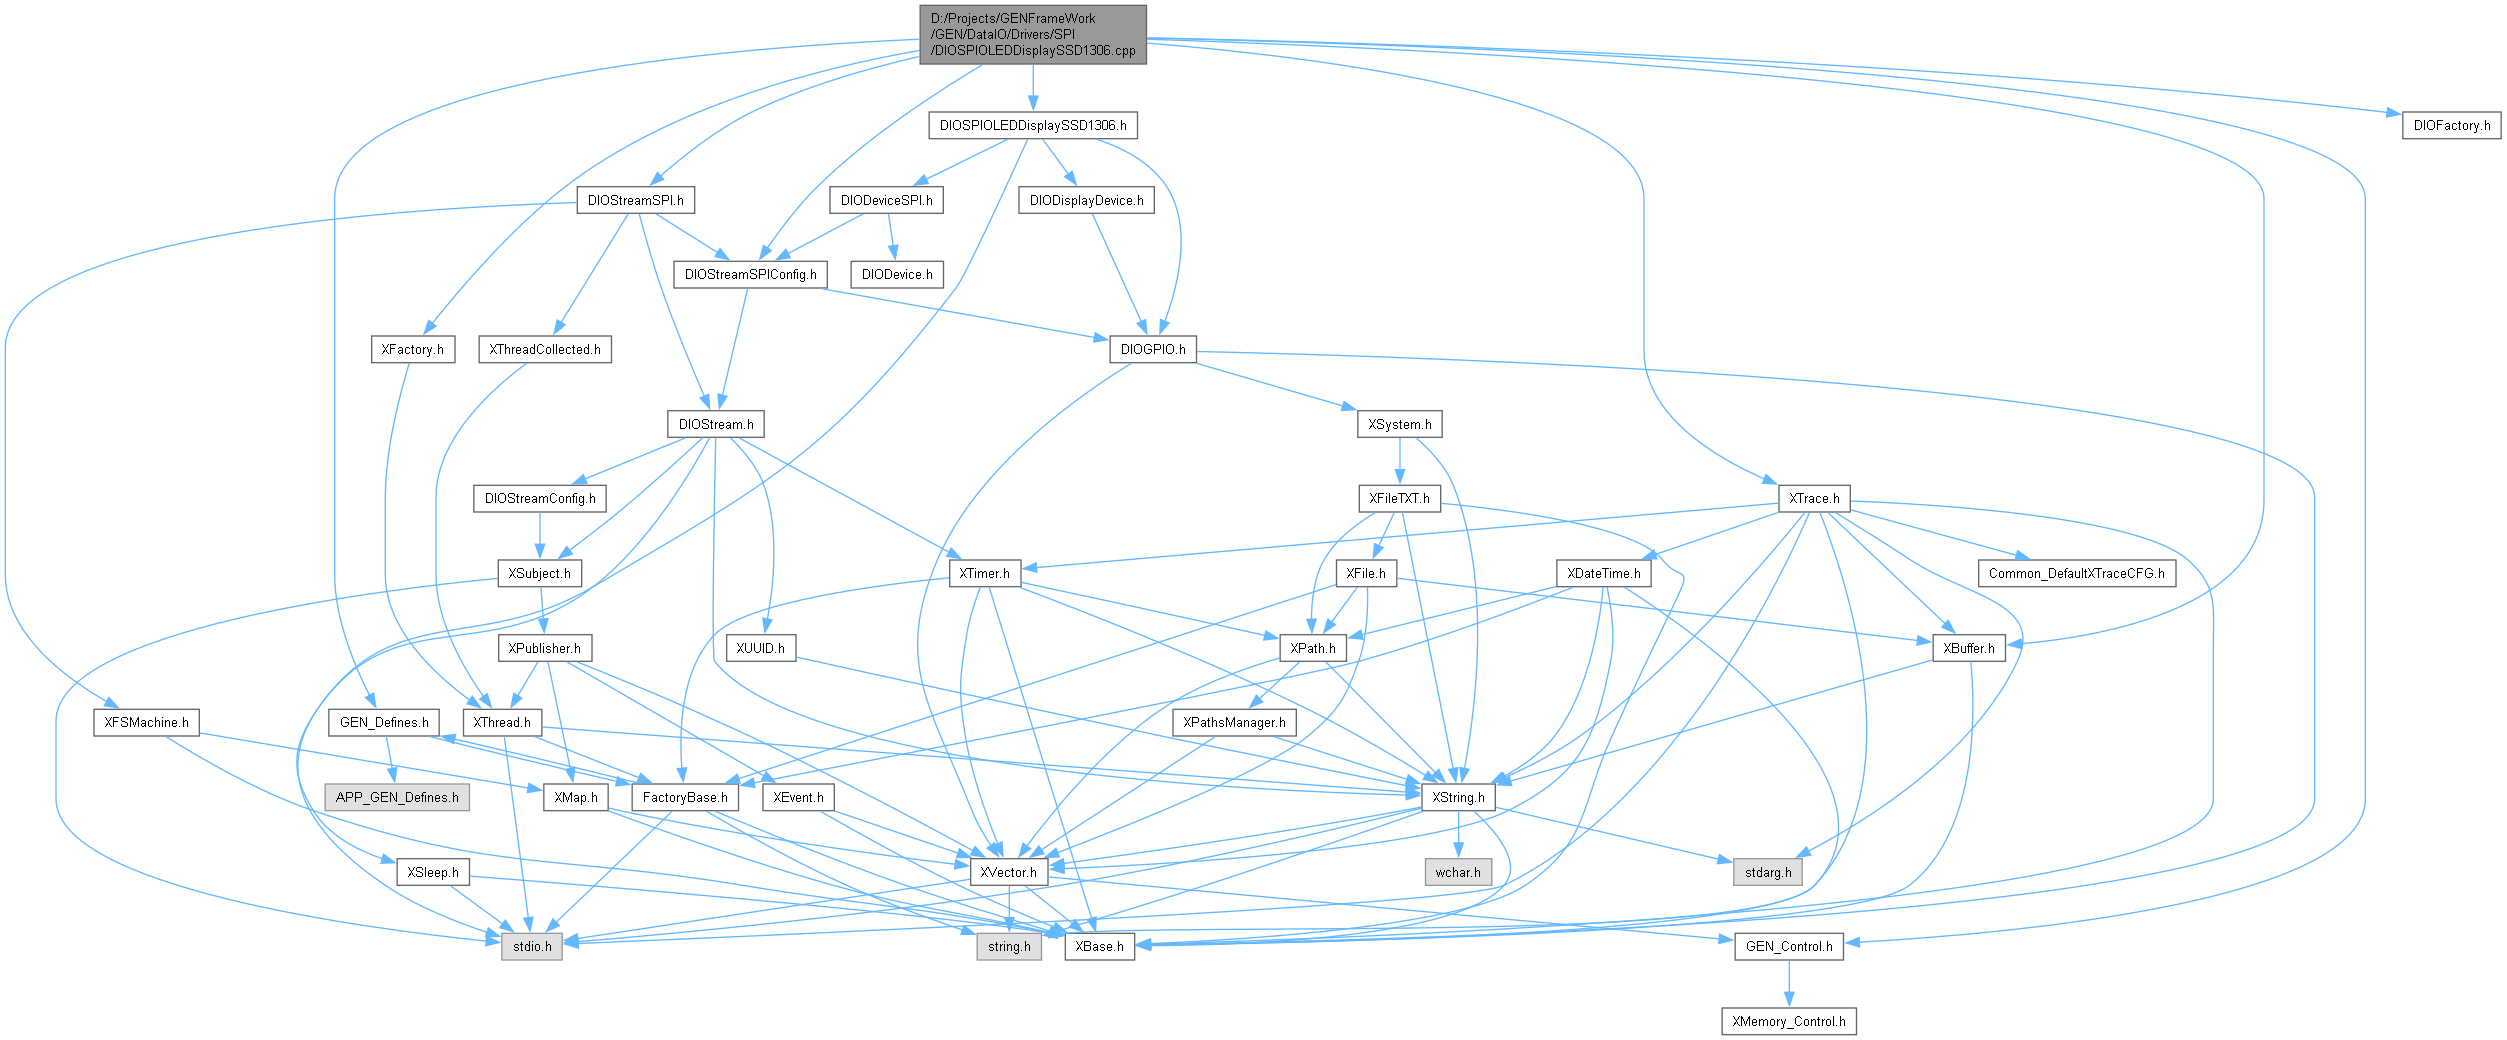 D:/Projects/GENFrameWork
/GEN/DataIO/Drivers/SPI
/DIOSPIOLEDDisplaySSD1306.cpp
DIOSPIOLEDDisplaySSD1306.h
DIOFactory.h
DIOStreamSPI.h
DIODeviceSPI.h
DIODisplayDevice.h
DIOStreamSPIConfig.h
DIODevice.h
XFactory.h
XThreadCollected.h
DIOGPIO.h
DIOStream.h
XSystem.h
DIOStreamConfig.h
XFileTXT.h
XTrace.h
XSubject.h
XTimer.h
XFile.h
XDateTime.h
Common_DefaultXTraceCFG.h
XPublisher.h
XUUID.h
XPath.h
XBuffer.h
XFSMachine.h
GEN_Defines.h
XThread.h
XPathsManager.h
APP_GEN_Defines.h
XMap.h
FactoryBase.h
XEvent.h
XString.h
XSleep.h
XVector.h
wchar.h
stdarg.h
stdio.h
string.h
XBase.h
GEN_Control.h
XMemory_Control.h